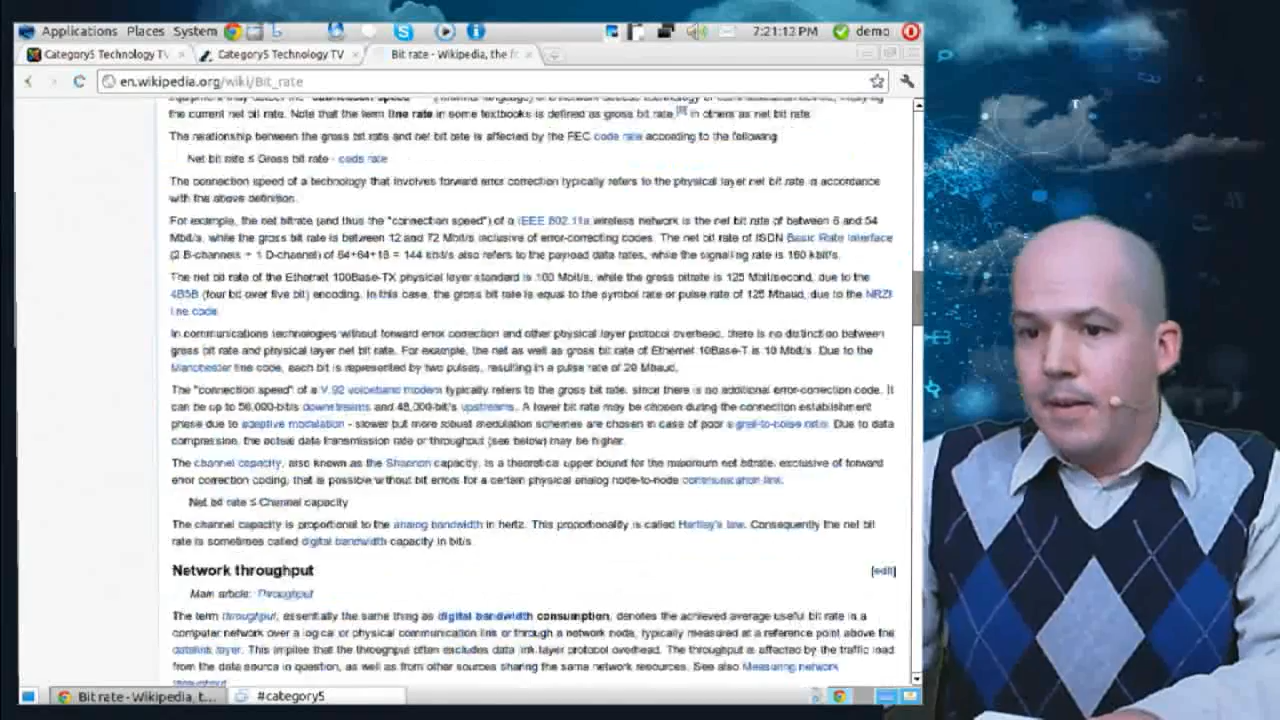 Applications Places System
7:21:13 PM demo
Category5 Technology TV
Category5 Technology TV
Bit rate - Wikipedia, the fr
en.wikipedia.org/wiki/Bit_rate
the current net bit rate. Note that the term line rate in some textbooks is defined as gross bit rate, in others as net bit rate.
The relationship between the gross bit rate and net bit rate is affected by the FEC code rate according to the following
Net bit rate ≤ Gross bit rate · code rate
The connection speed of a technology that involves forward error correction typically refers to the physical layer net bit rate in accordance
with the above definition.
For example, the net bitrate (and thus the "connection speed") of a IEEE 802.11a wireless network is the net bit rate of between 6 and 54
Mbit/s, while the gross bit rate is between 12 and 72 Mbit/s inclusive of error-correcting codes. The net bit rate of ISDN Basic Rate Interface
(2 B-channels + 1 D-channel) of 64+64+16 = 144 kbit/s also refers to the payload data rates, while the signalling rate is 160 kbit/s.
The net bit rate of the Ethernet 100Base-TX physical layer standard is 100 Mbit/s, while the gross bitrate is 125 Mbit/second, due to the
4B5B (four bit over five bit) encoding. In this case, the gross bit rate is equal to the symbol rate or pulse rate of 125 Mbaud, due to the NRZI
line code.
In communications technologies without forward error correction and other physical layer protocol overhead, there is no distinction between
gross bit rate and physical layer net bit rate. For example, the net as well as gross bit rate of Ethernet 10Base-T is 10 Mbit/s. Due to the
Manchester line code, each bit is represented by two pulses, resulting in a pulse rate of 20 Mbaud.
The "connection speed" of a V.92 voiceband modem typically refers to the gross bit rate, since there is no additional error-correction code. It
can be up to 56,000 bit/s downstreams and 48,000 bit/s upstreams. A lower bit rate may be chosen during the connection establishment
phase due to adaptive modulation - slower but more robust modulation schemes are chosen in case of poor signal-to-noise ratio. Due to data
compression, the actual data transmission rate or throughput (see below) may be higher.
The channel capacity, also known as the Shannon capacity, is a theoretical upper bound for the maximum net bitrate, exclusive of forward
error correction coding, that is possible without bit errors for a certain physical analog node-to-node communication link.
Net bit rate ≤ Channel capacity
The channel capacity is proportional to the analog bandwidth in hertz. This proportionality is called Hartley's law. Consequently the net bit
rate is sometimes called digital bandwidth capacity in bit/s
Network throughput [edit]
Main article: Throughput
The term throughput, essentially the same thing as digital bandwidth consumption, denotes the achieved average useful bit rate in a
computer network over a logical or physical communication link or through a network node, typically measured at a reference point above the
datalink layer. This implies that the throughput often excludes data link layer protocol overhead. The throughput is affected by the traffic load
from the data source in question, as well as from other sources sharing the same network resources. See also Measuring network
throughput
Bit rate - Wikipedia, t... #category5